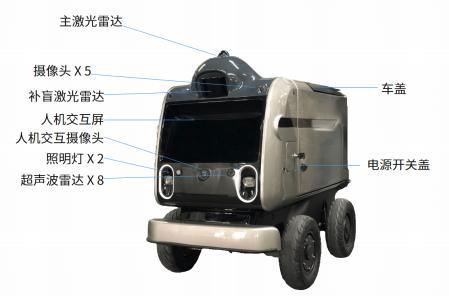 主激光雷达
摄像头 X 5
补盲激光雷达
人机交互屏
人机交互摄像头
照明灯 X 2
超声波雷达 X 8
车盖
电源开关盖